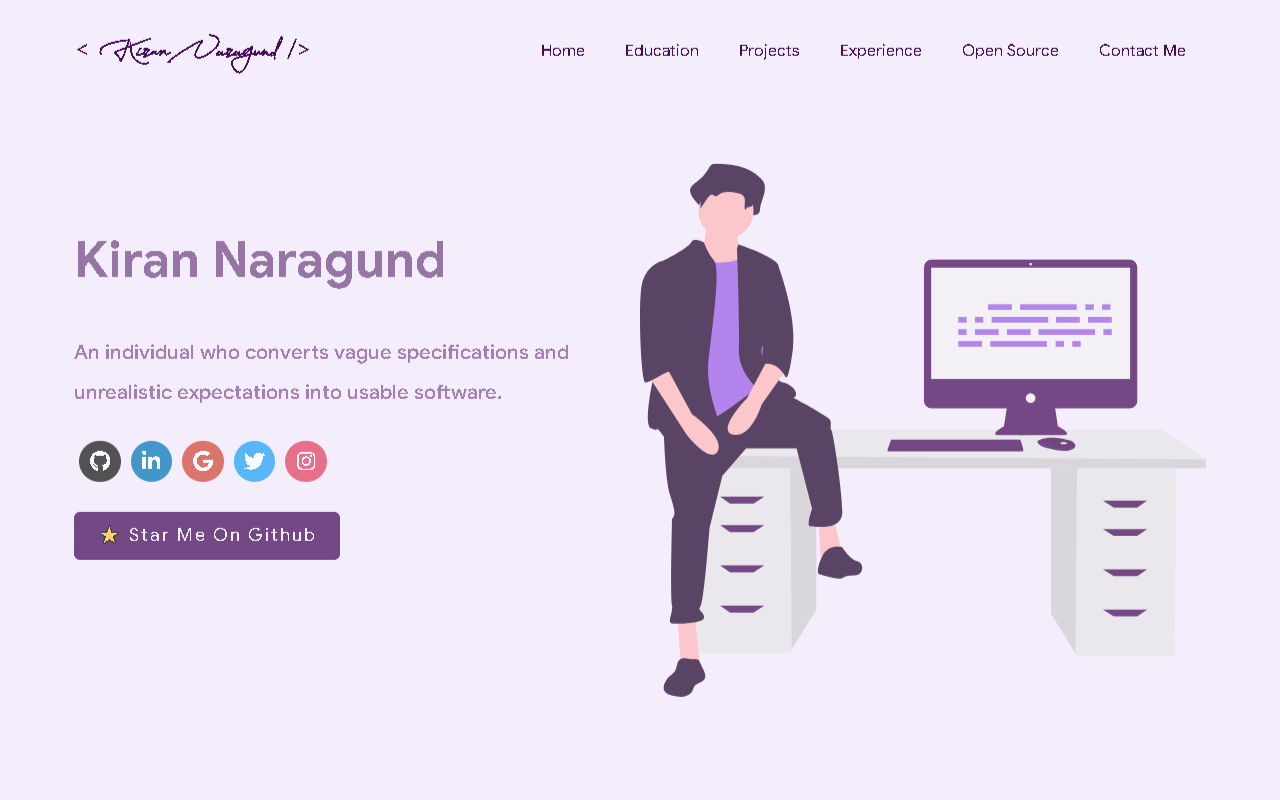 < Kiran Naragund />
Home Education Projects Experience Open Source Contact Me
Kiran Naragund
An individual who converts vague specifications and
unrealistic expectations into usable software.
in G
⭐ Star Me On Github